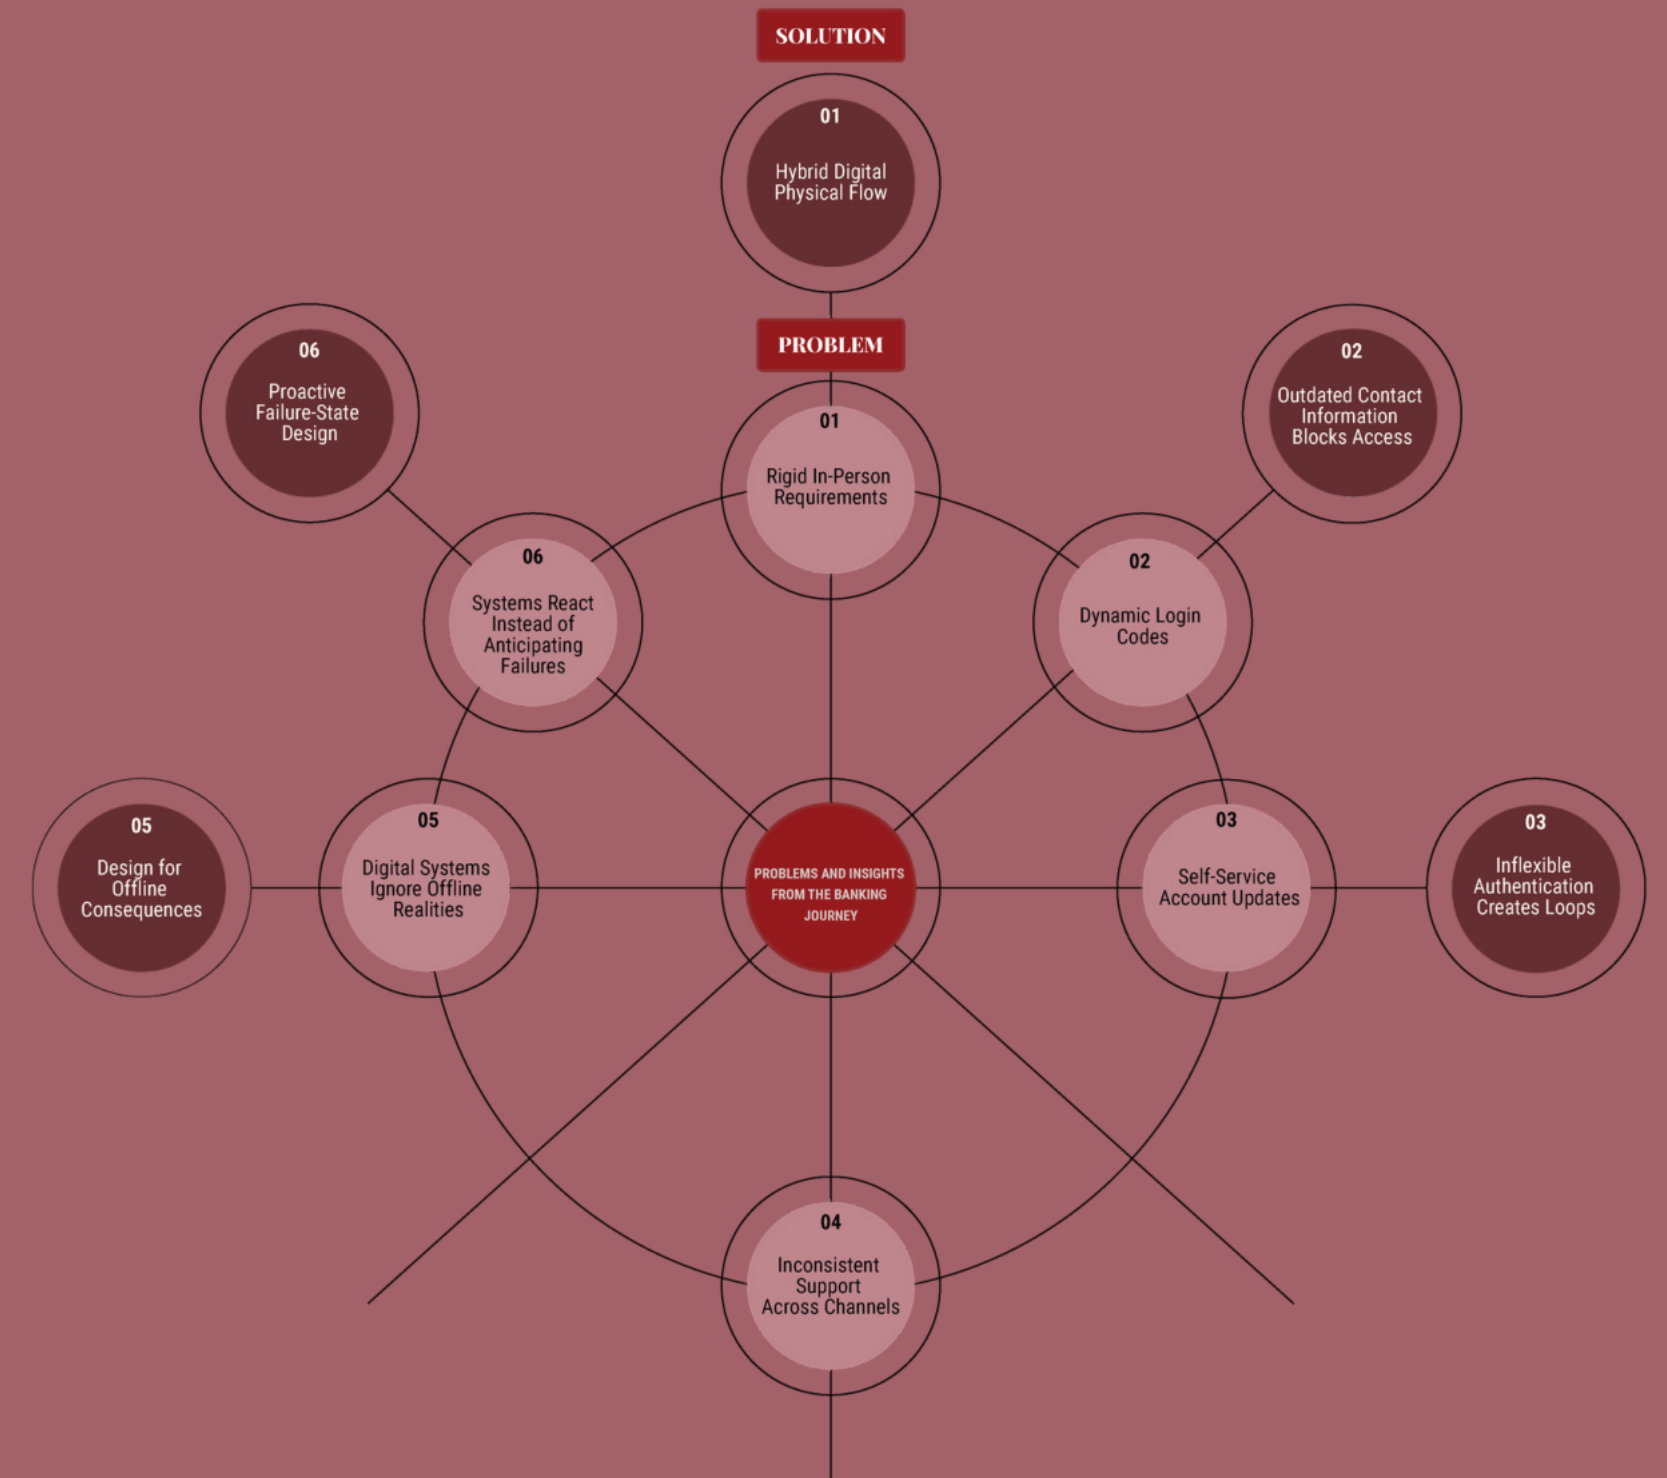 SOLUTION
01
Hybrid Digital
Physical Flow
PROBLEM
01
Rigid In-Person
Requirements
02
Outdated Contact
Information
Blocks Access
02
Dynamic Login
Codes
03
Inflexible
Authentication
Creates Loops
03
Self-Service
Account Updates
04
Inconsistent
Support
Across Channels
05
Design for
Offline
Consequences
05
Digital Systems
Ignore Offline
Realities
06
Proactive
Failure-State
Design
06
Systems React
Instead of
Anticipating
Failures
PROBLEMS AND INSIGHTS
FROM THE BANKING
JOURNEY